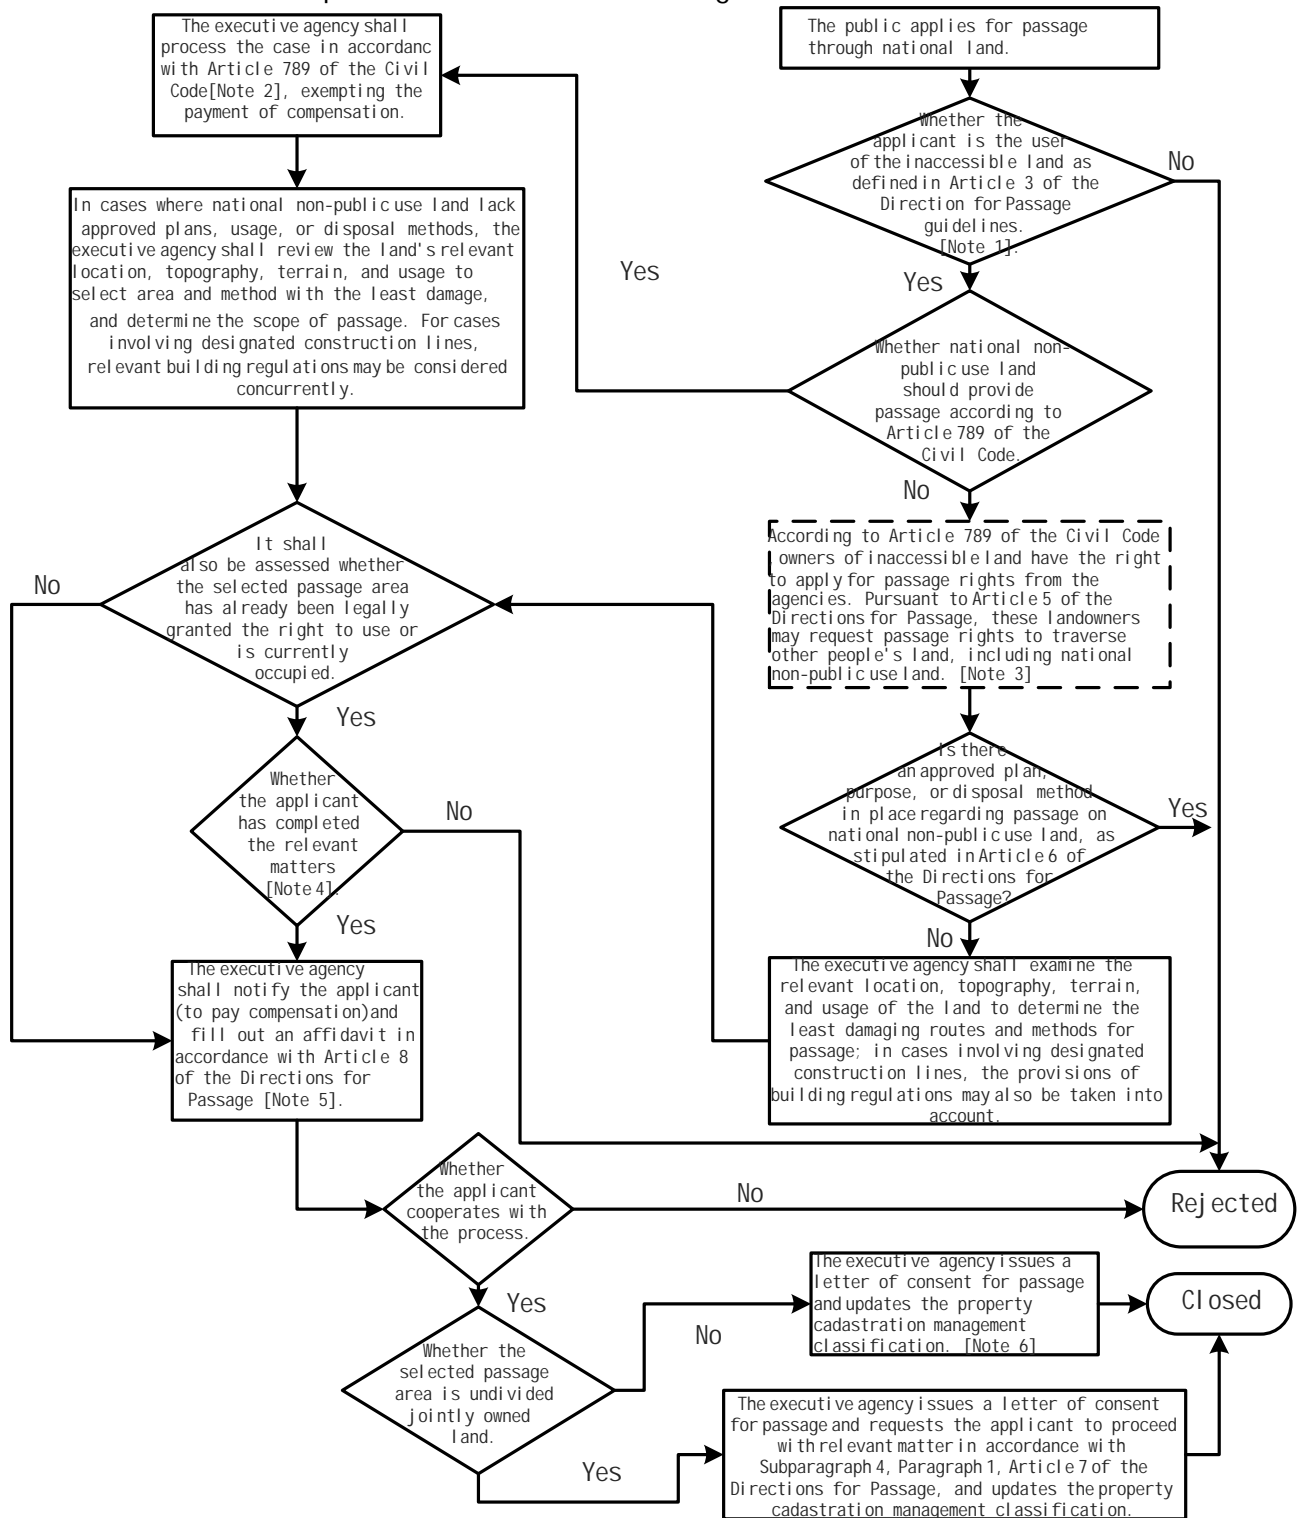 The public applies for passage
through national land.
Whether the
applicant is the user
of the inaccessible land as
defined in Article 3 of the
Direction for Passage
guidelines.
[Note 1].
No
Yes
Whether national non-
public use land
should provide
passage according to
Article 789 of the
Civil Code.
Yes
No
The executive agency shall
process the case in accordanc
with Article 789 of the Civil
Code[Note 2], exempting the
payment of compensation.
In cases where national non-public use land lack
approved plans, usage, or disposal methods, the
executive agency shall review the land's relevant
location, topography, terrain, and usage to
select area and method with the least damage,
and determine the scope of passage. For cases
involving designated construction lines,
relevant building regulations may be considered
concurrently.
According to Article 789 of the Civil Code
owners of inaccessible land have the right
to apply for passage rights from the
agencies. Pursuant to Article 5 of the
Directions for Passage, these landowners
may request passage rights to traverse
other people's land, including national
non-public use land. [Note 3]
Is there
an approved plan,
purpose, or disposal method
in place regarding passage on
national non-public use land, as
stipulated in Article 6 of
the Directions for
Passage?
Yes
No
The executive agency shall examine the
relevant location, topography, terrain,
and usage of the land to determine the
least damaging routes and methods for
passage; in cases involving designated
construction lines, the provisions of
building regulations may also be taken into
account.
It shall
also be assessed whether
the selected passage area
has already been legally
granted the right to use or
is currently
occupied.
No
Yes
Whether
the applicant
has completed
the relevant
matters
[Note 4].
No
Yes
The executive agency
shall notify the applicant
(to pay compensation)and
fill out an affidavit in
accordance with Article 8
of the Directions for
Passage [Note 5].
Whether
the applicant
cooperates with
the process.
No
Yes
Rejected
Whether the
selected passage
area is undivided
jointly owned
land.
No
Yes
The executive agency issues a
letter of consent for passage
and updates the property
cadastration management
classification. [Note 6]
Closed
The executive agency issues a letter of consent
for passage and requests the applicant to proceed
with relevant matter in accordance with
Subparagraph 4, Paragraph 1, Article 7 of the
Directions for Passage, and updates the property
cadastration management classification.